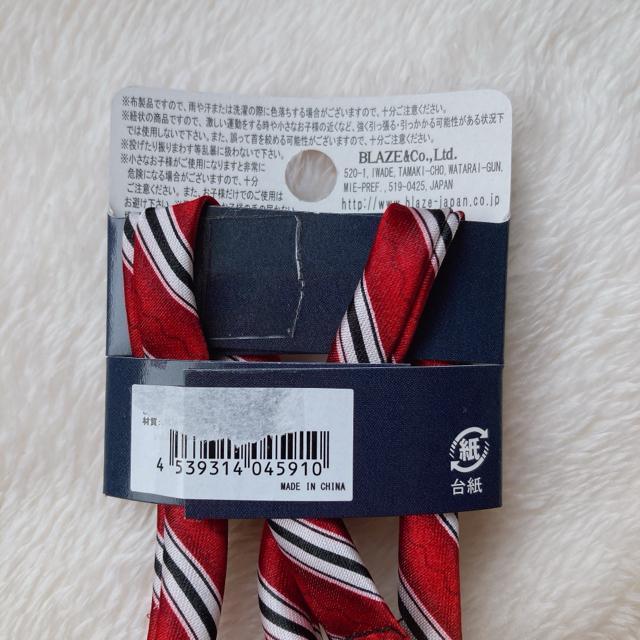 ※布製品ですので、雨や汗または洗濯の際に色落ちする場合がございますので、十分ご注意ください。
※紐状の商品ですので、激しい運動をする時や小さなお子様の近くなど、強く引っ張る・引っかかる可能性がある状況下
では使用しないで下さい。また、誤って首を絞める可能性がございますので、十分ご注意下さい。
※投げたり振りまわす等乱暴に扱わないで下さい。
※小さなお子様がご使用になりますと非常に
危険になる場合がございますので、十分
ご注意ください。また、お子様だけでのご使用は
お避け下さい。
BLAZE&Co.,Ltd.
520-1, IWADE, TAMAKI-CHO, WATARAI-GUN,
MIE-PREF, 519-0425, JAPAN
http://www.blaze-japan.co.jp
材質:
4 539314 045910
MADE IN CHINA
紙
台紙